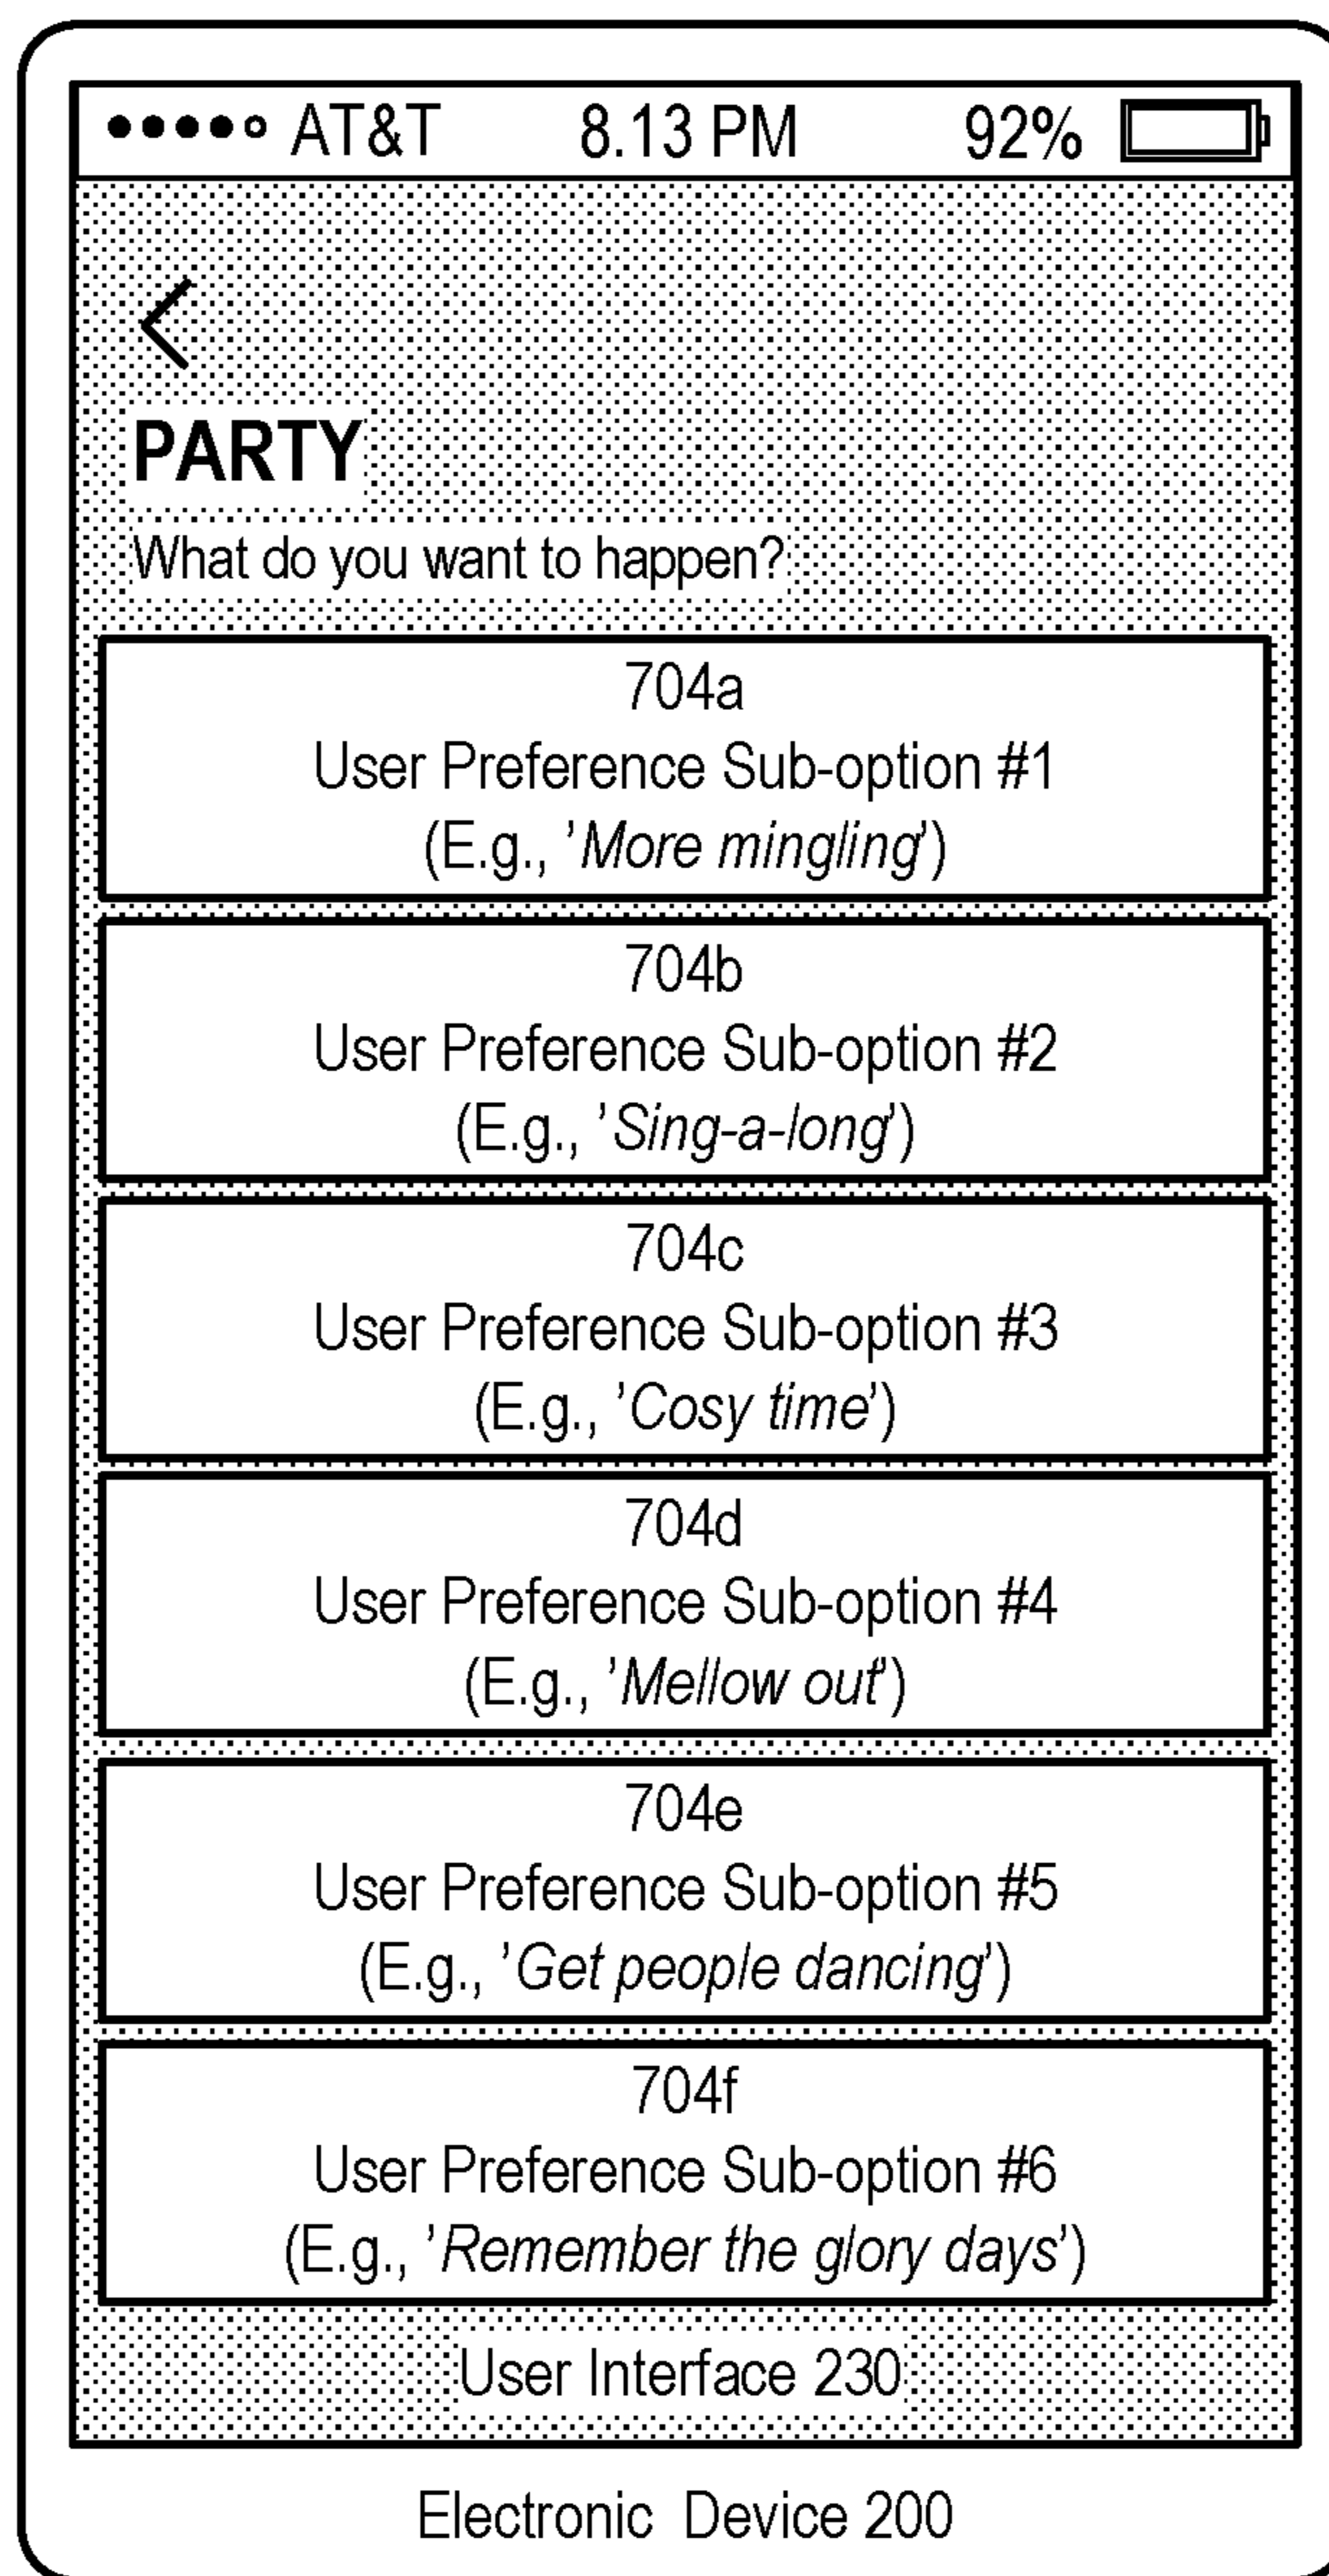 AT&T 8.13 PM 92%
PARTY
What do you want to happen?
704a
User Preference Sub-option #1
(E.g., 'More mingling')
704b
User Preference Sub-option #2
(E.g., 'Sing-a-long')
704c
User Preference Sub-option #3
(E.g., 'Cosy time')
704d
User Preference Sub-option #4
(E.g., 'Mellow out')
704e
User Preference Sub-option #5
(E.g., 'Get people dancing')
704f
User Preference Sub-option #6
(E.g., 'Remember the glory days')
User Interface 230
Electronic Device 200